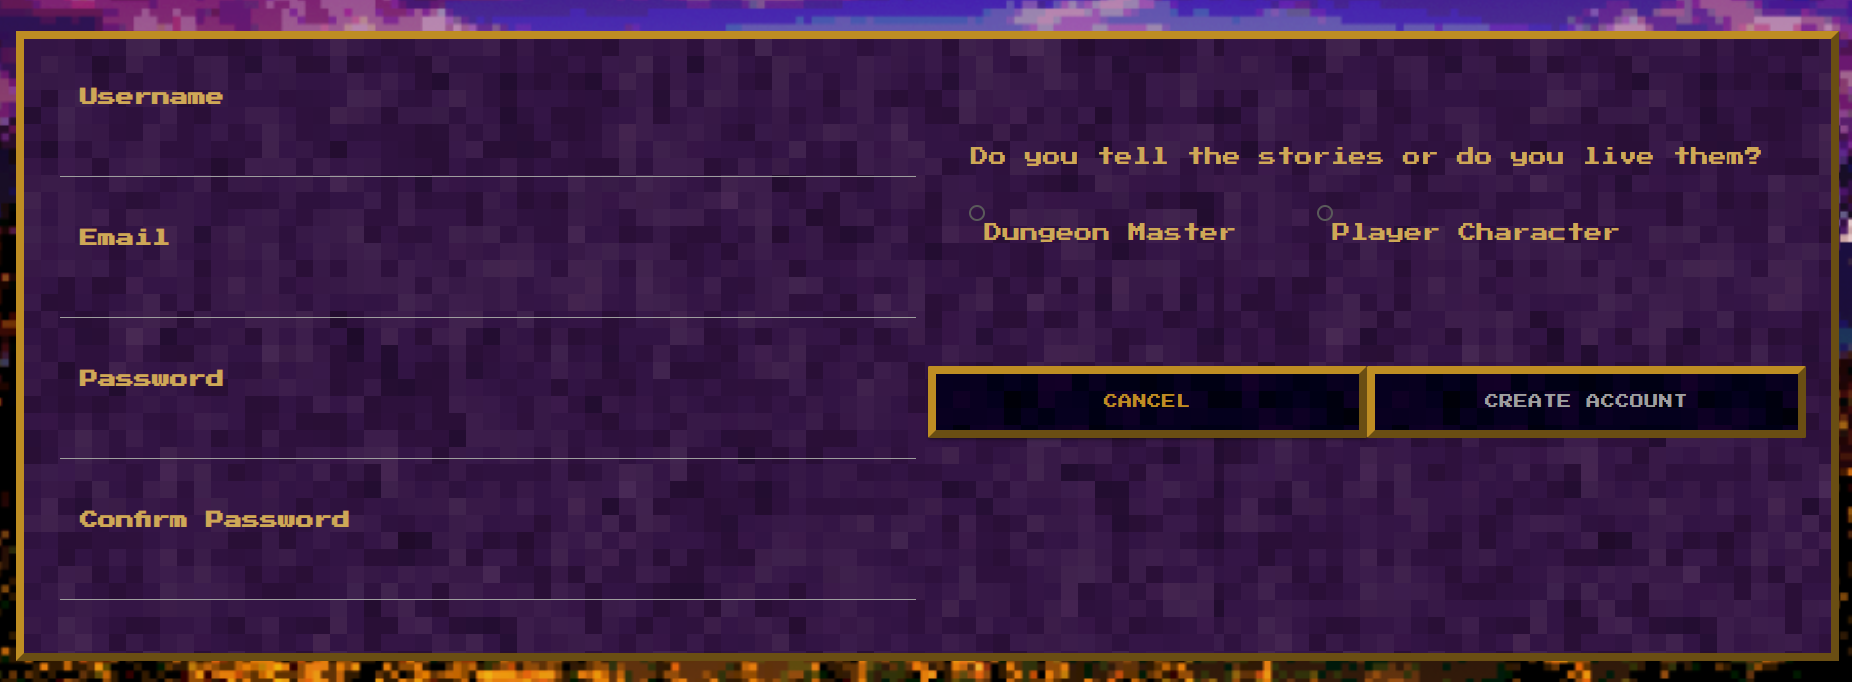 Username
Email
Password
Confirm Password
Do you tell the stories or do you live them?
Dungeon Master
Player Character
CANCEL
CREATE ACCOUNT